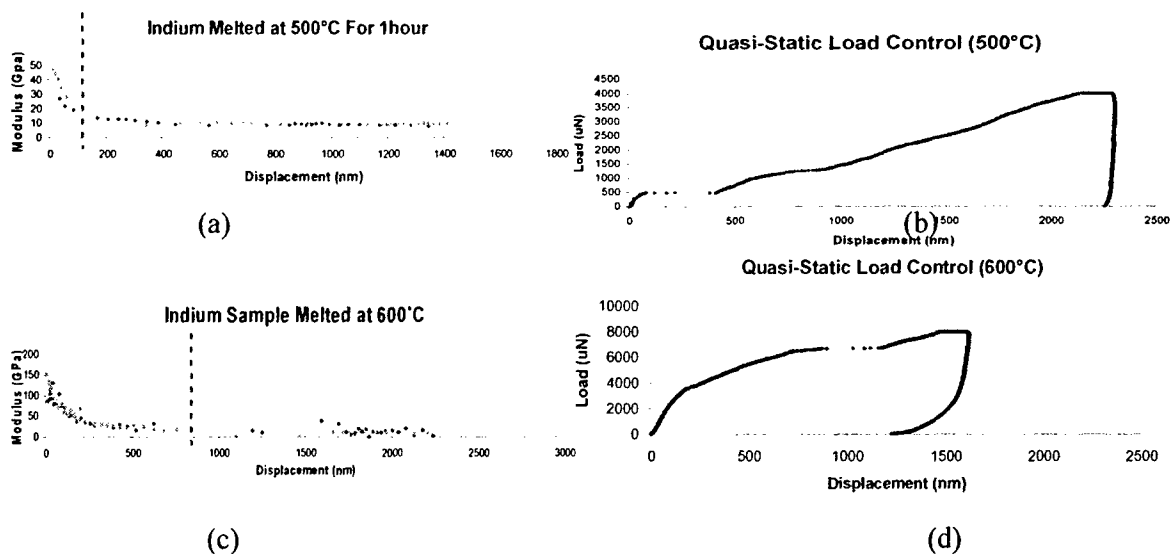 Indium Melted at 500°C For 1hour
Modulus (Gpa)
50
40
30
20
10
0
0 200 400 600 800 1000 1200 1400 1600 1800
Displacement (nm)
(a)
Quasi-Static Load Control (500°C)
Load (uN)
4500
4000
3500
3000
2500
2000
1500
1000
500
0
0 500 1000 1500 2000 2500
Displacement (nm)
(b)
Indium Sample Melted at 600°C
Modulus (GPa)
200
150
100
50
0
0 500 1000 1500 2000 2500 3000
Displacement (nm)
(c)
Quasi-Static Load Control (600°C)
Load (uN)
10000
8000
6000
4000
2000
0
0 500 1000 1500 2000 2500
Displacement (nm)
(d)